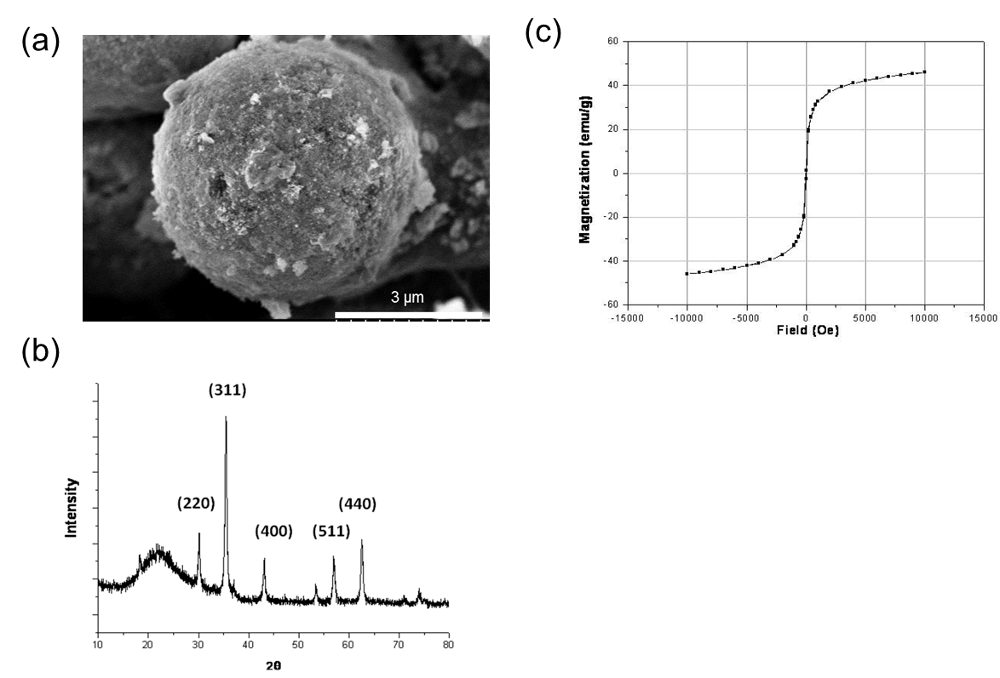 (a)
3 µm
(b)
(311)
(220)
(440)
(400)
(511)
Intensity
10 20 30 40 50 60 70 80
2θ
(c)
60
40
20
0
-20
-40
-60
Magnetization (emu/g)
-15000 -10000 -5000 0 5000 10000 15000
Field (Oe)